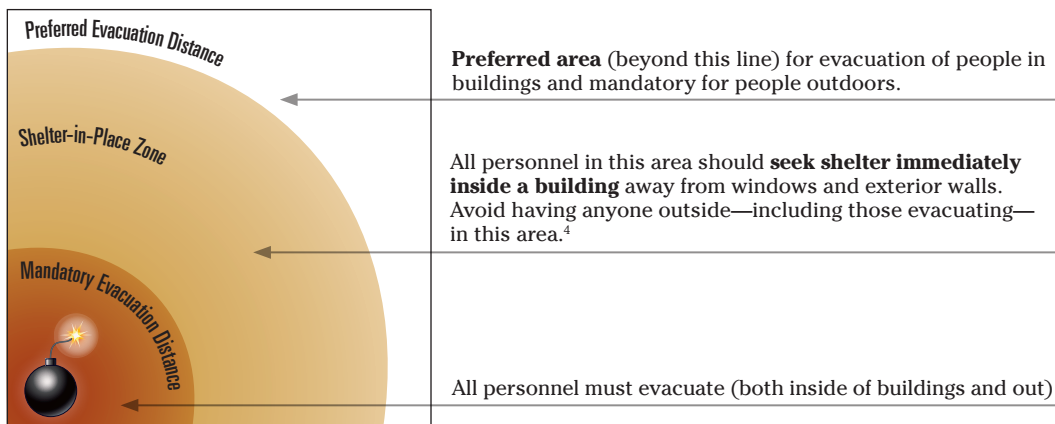 Preferred Evacuation Distance
Preferred area (beyond this line) for evacuation of people in
buildings and mandatory for people outdoors.
Shelter-in-Place Zone
All personnel in this area should seek shelter immediately
inside a building away from windows and exterior walls.
Avoid having anyone outside—including those evacuating—
in this area.⁴
Mandatory Evacuation Distance
All personnel must evacuate (both inside of buildings and out)